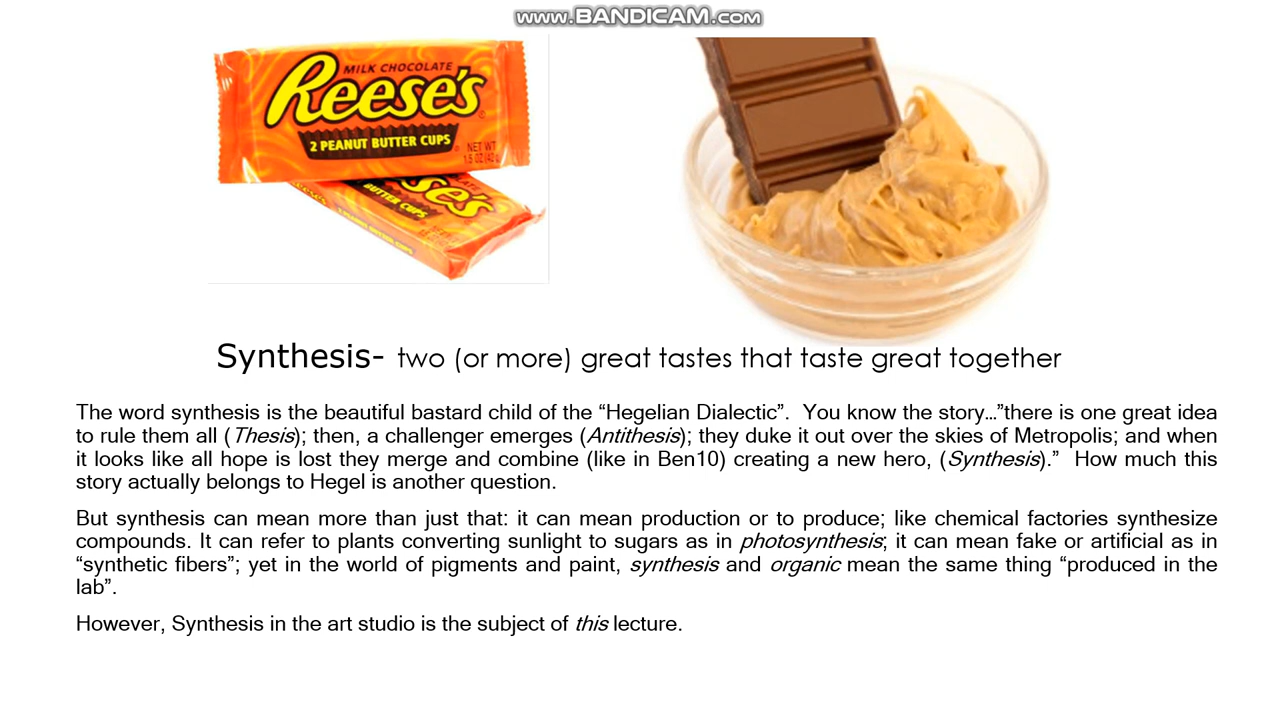 www.BANDICAM.com
MILK CHOCOLATE
Reese's
2 PEANUT BUTTER CUPS
NET WT
1.5 OZ (42g
BUTTER CUPS
Synthesis- two (or more) great tastes that taste great together
The word synthesis is the beautiful bastard child of the “Hegelian Dialectic”.  You know the story…”there is one great idea
to rule them all (Thesis); then, a challenger emerges (Antithesis); they duke it out over the skies of Metropolis; and when
it looks like all hope is lost they merge and combine (like in Ben10) creating a new hero, (Synthesis).”  How much this
story actually belongs to Hegel is another question.
But synthesis can mean more than just that: it can mean production or to produce; like chemical factories synthesize
compounds. It can refer to plants converting sunlight to sugars as in photosynthesis; it can mean fake or artificial as in
“synthetic fibers”; yet in the world of pigments and paint, synthesis and organic mean the same thing “produced in the
lab”.
However, Synthesis in the art studio is the subject of this lecture.